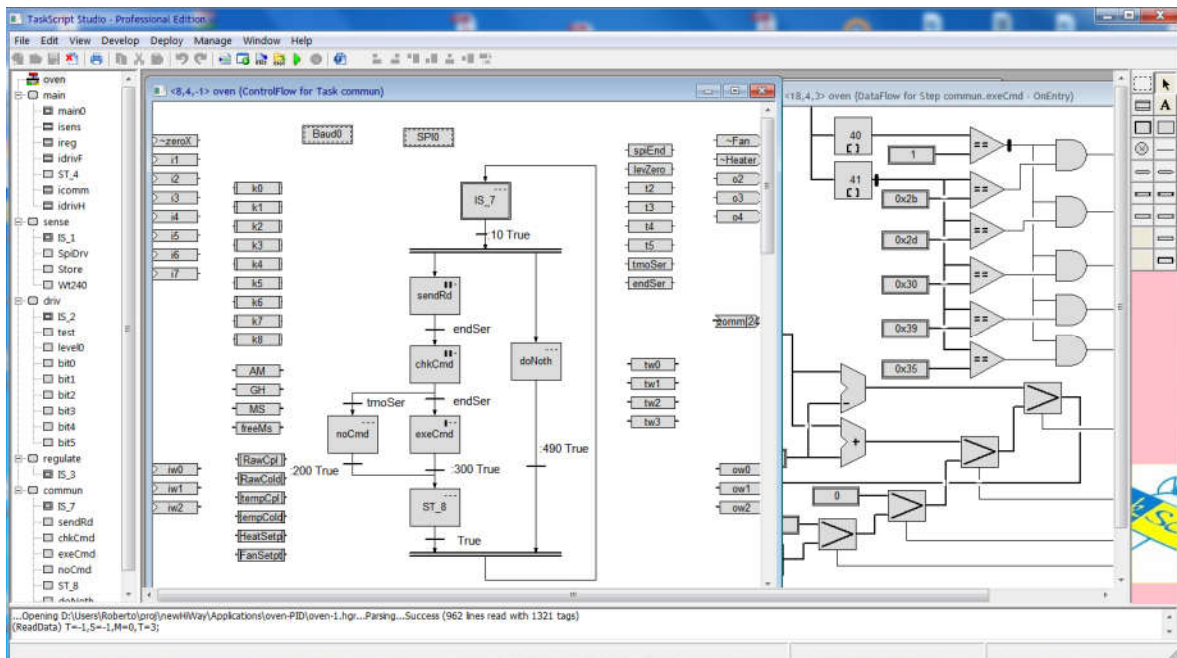 TaskScript Studio - Professional Edition
File Edit View Develop Deploy Manage Window Help
oven
main
main0
isens
ireg
idrivF
ST_4
icomm
idrivH
sense
IS_1
SpiDrv
Store
Wt240
driv
IS_2
test
level0
bit0
bit1
bit2
bit3
bit4
bit5
regulate
IS_3
commun
IS_7
sendRd
chkCmd
exeCmd
noCmd
ST_8
doNoth
<8,4,-1> oven (ControlFlow for Task commun)
Baud0
SPI0
~zeroX
i1
i2
i3
i4
i5
i6
i7
iw0
iw1
iw2
k0
k1
k2
k3
k4
k5
k6
k7
k8
AM
GH
MS
freeMs
RawCpl
RawCold
tempCpl
tempCold
HeatSetp
FanSetpt
IS_7
:10 True
sendRd
endSer
chkCmd
doNoth
tmoSer
endSer
noCmd
exeCmd
:490 True
:200 True
:300 True
ST_8
True
spiEnd
levZero
t2
t3
t4
t5
tmoSer
endSer
tw0
tw1
tw2
tw3
~Fan
~Heater
o2
o3
o4
ow0
ow1
ow2
<18,4,3> oven (DataFlow for Step commun.exeCmd - OnEntry)
40
[ ]
1
==
41
[ ]
==
0x2b
==
0x2d
==
0x30
==
0x39
==
0x35
-
+
>
>
0
>
>
A
...Opening D:\Users\Roberto\proj\newHiWay\Applications\oven-PID\oven-1.hgr...Parsing...Success (962 lines read with 1321 tags)
(ReadData) T=-1,S=-1,M=0,T=3;